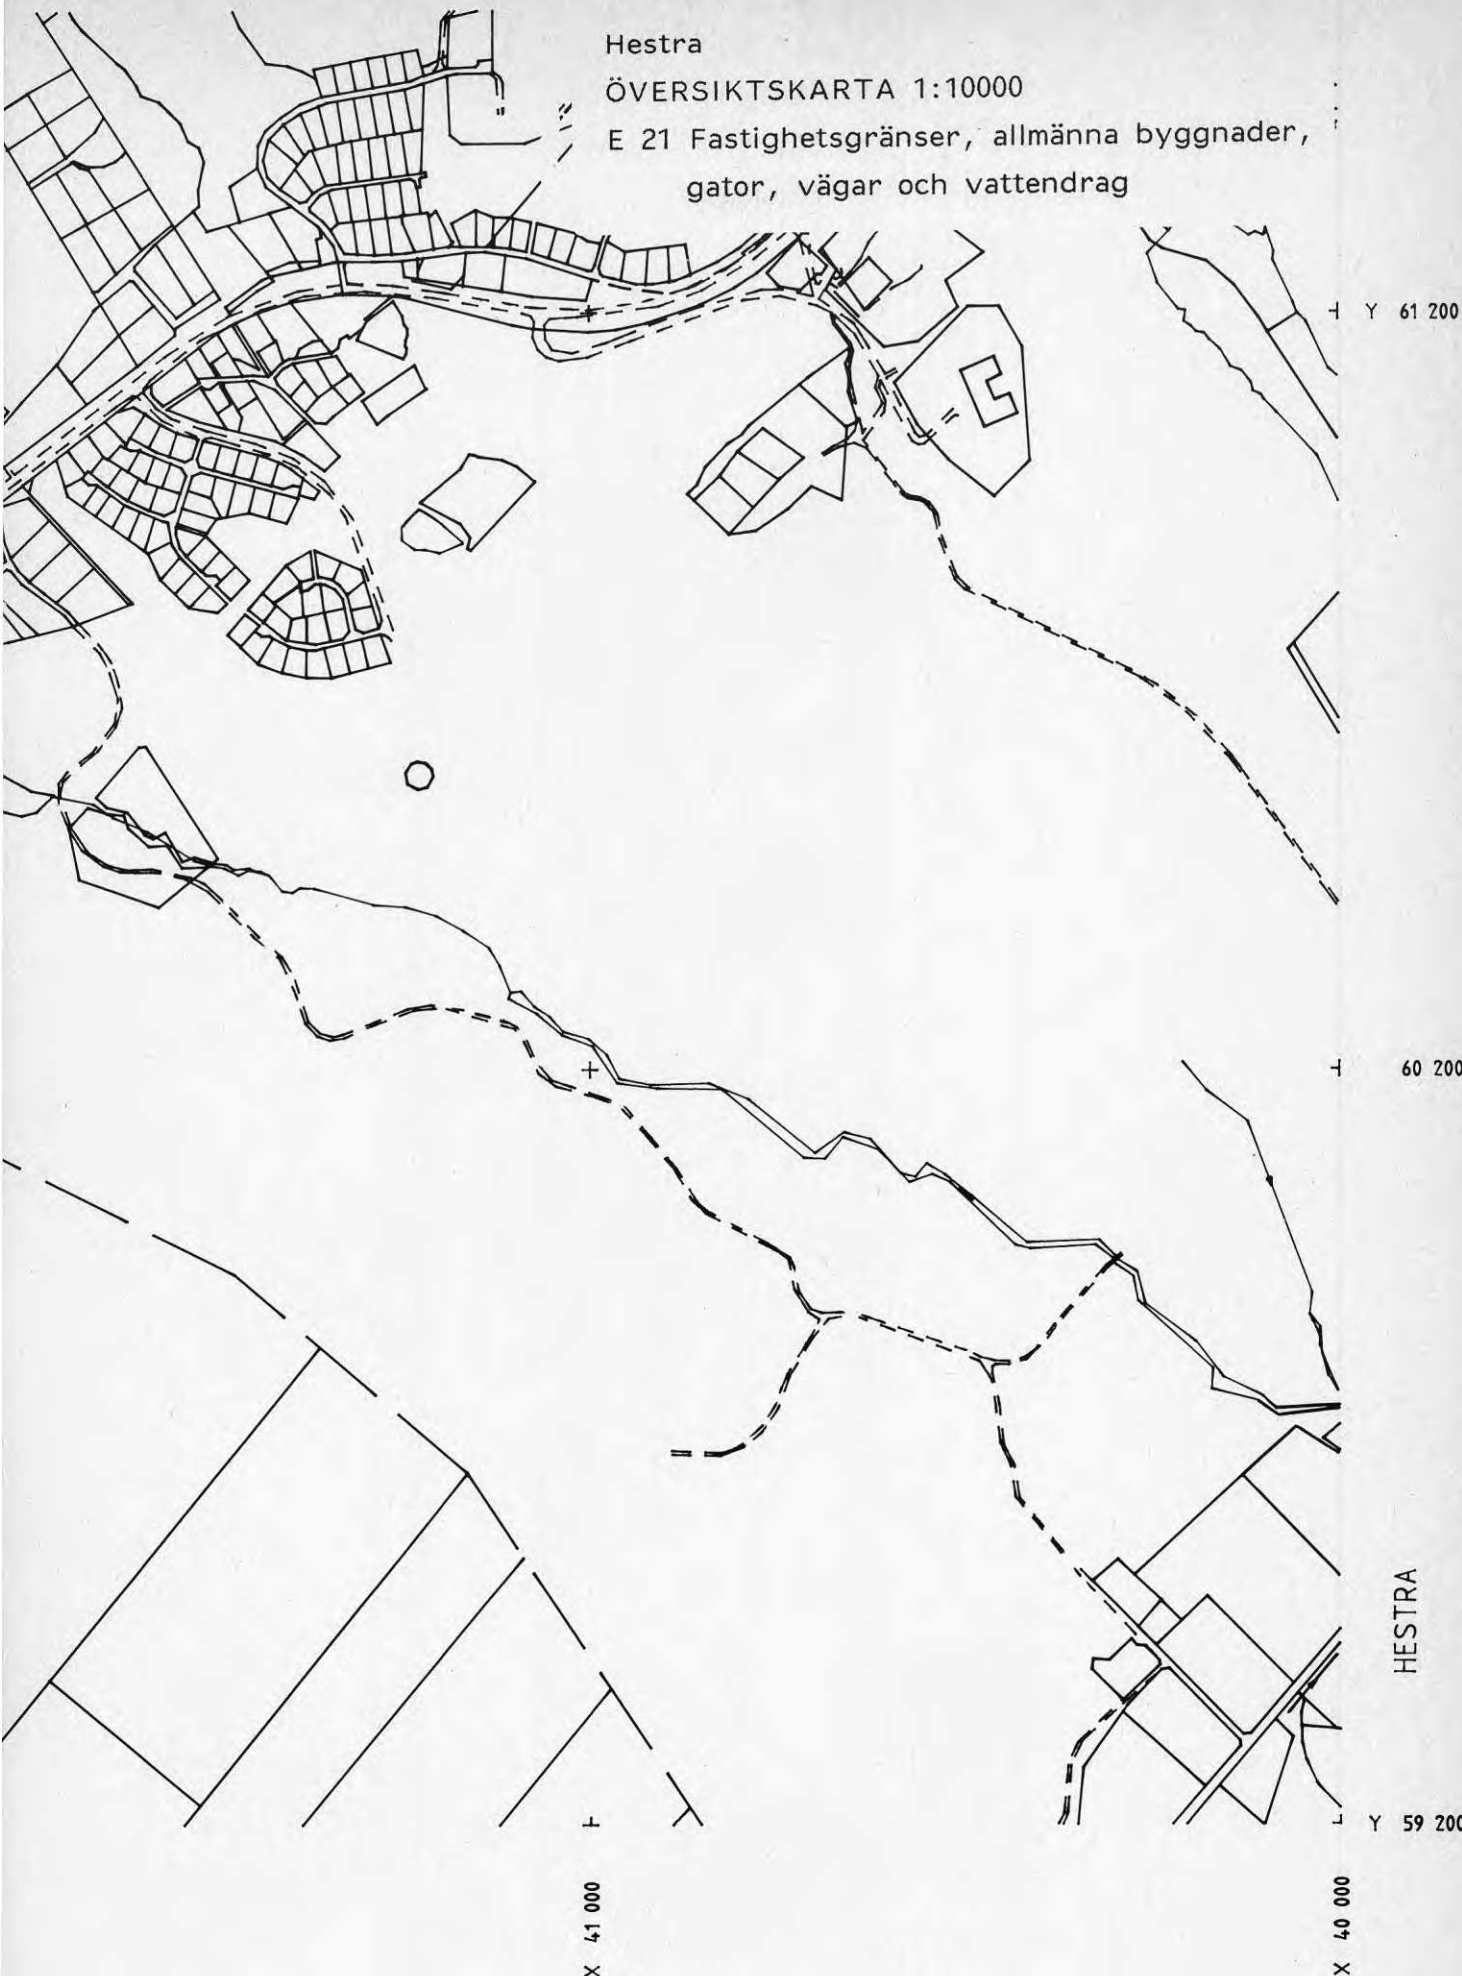 Hestra
ÖVERSIKTSKARTA 1:10000
E 21 Fastighetsgränser, allmänna byggnader,
gator, vägar och vattendrag
Y 61 200
60 200
HESTRA
Y 59 200
X 41 000
X 40 000